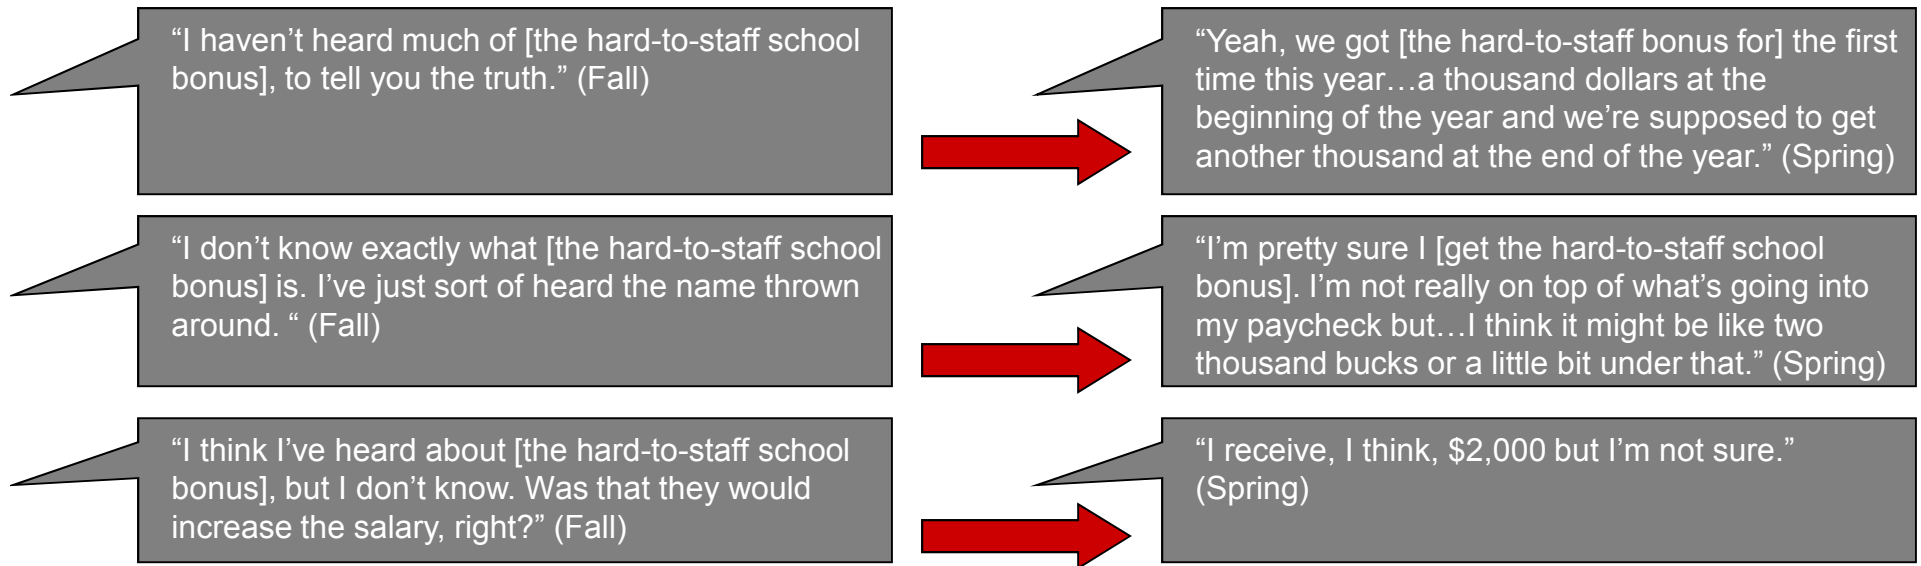 “I haven’t heard much of [the hard-to-staff school
bonus], to tell you the truth.” (Fall)
“Yeah, we got [the hard-to-staff bonus for] the first
time this year…a thousand dollars at the
beginning of the year and we’re supposed to get
another thousand at the end of the year.” (Spring)
“I don’t know exactly what [the hard-to-staff school
bonus] is. I’ve just sort of heard the name thrown
around. “ (Fall)
“I’m pretty sure I [get the hard-to-staff school
bonus]. I’m not really on top of what’s going into
my paycheck but…I think it might be like two
thousand bucks or a little bit under that.” (Spring)
“I think I’ve heard about [the hard-to-staff school
bonus], but I don’t know. Was that they would
increase the salary, right?” (Fall)
“I receive, I think, $2,000 but I’m not sure.”
(Spring)